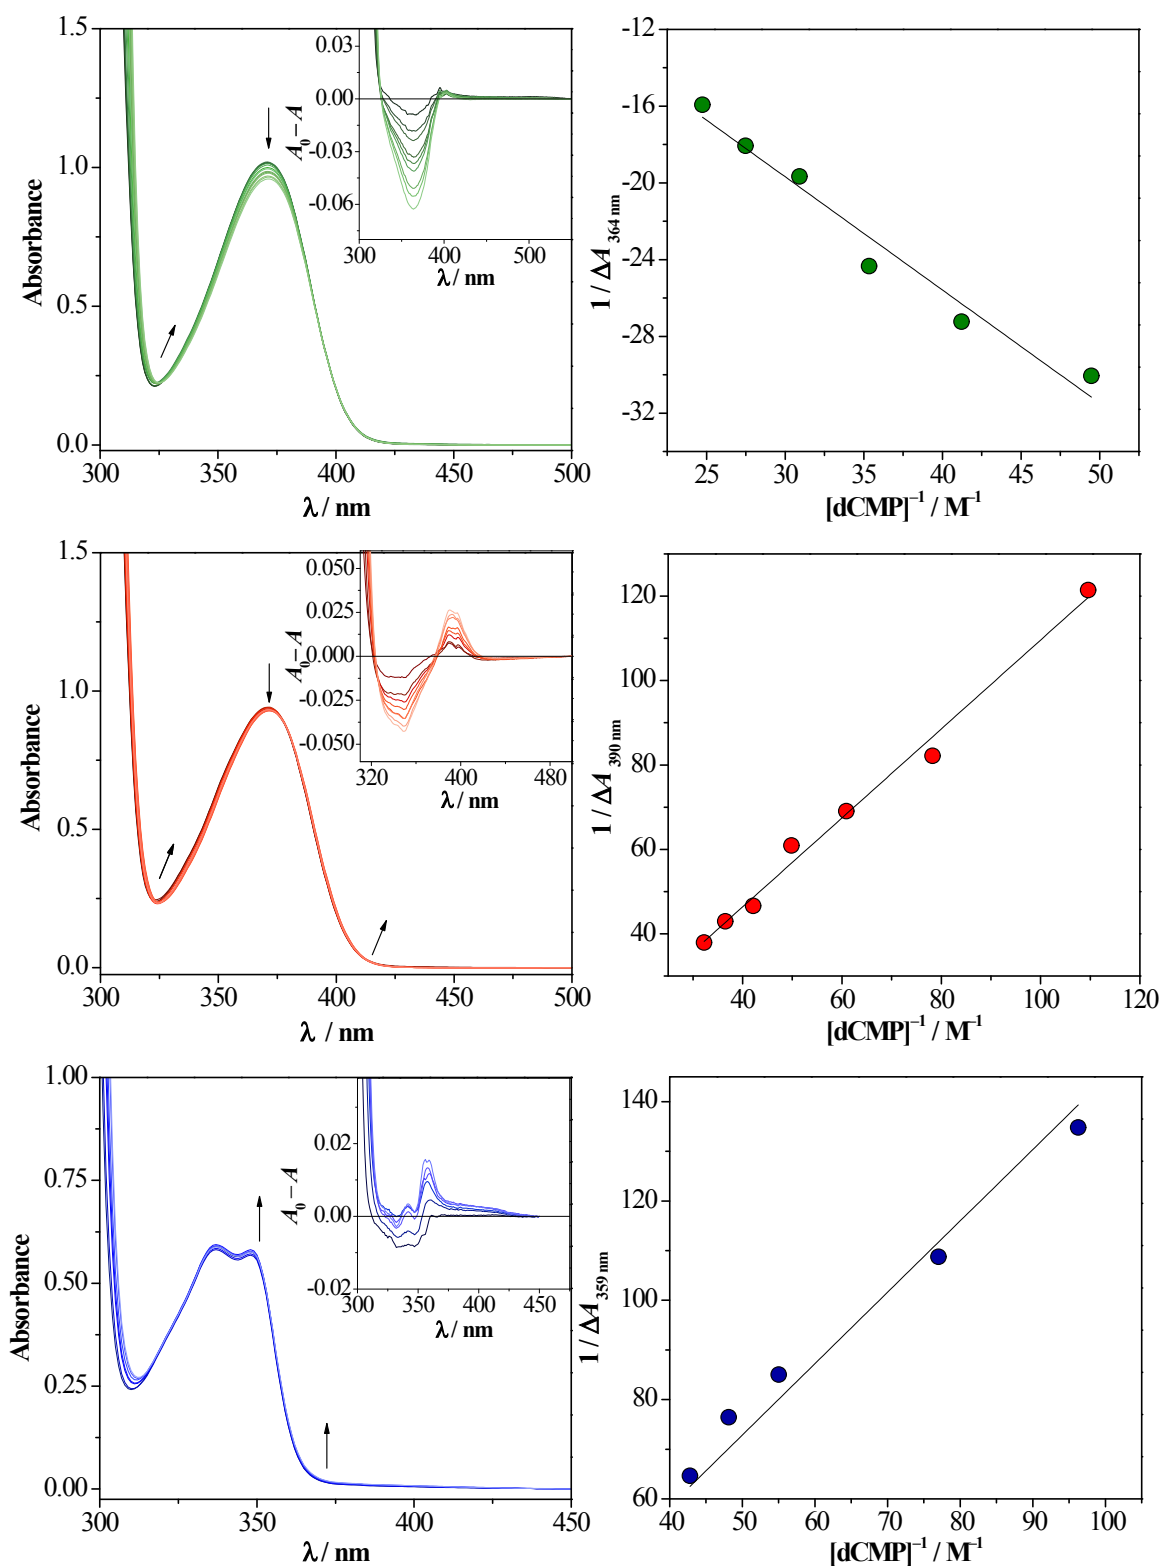 1.5
1.0
0.5
0.0
Absorbance
300 350 400 450 500
λ / nm
0.03
0.00
-0.03
-0.06
A₀ – A
300 400 500
λ / nm
-12
-16
-20
-24
-28
-32
1 / ΔA 364 nm
25 30 35 40 45 50
[dCMP]⁻¹ / M⁻¹
1.5
1.0
0.5
0.0
Absorbance
300 350 400 450 500
λ / nm
0.050
0.025
0.000
-0.025
-0.050
A₀ – A
320 400 480
λ / nm
120
100
80
60
40
1 / ΔA 390 nm
40 60 80 100 120
[dCMP]⁻¹ / M⁻¹
1.00
0.75
0.50
0.25
0.00
Absorbance
300 350 400 450
λ / nm
0.02
0.00
-0.02
A₀ – A
300 350 400 450
λ / nm
140
120
100
80
60
1 / ΔA 359 nm
40 50 60 70 80 90 100
[dCMP]⁻¹ / M⁻¹